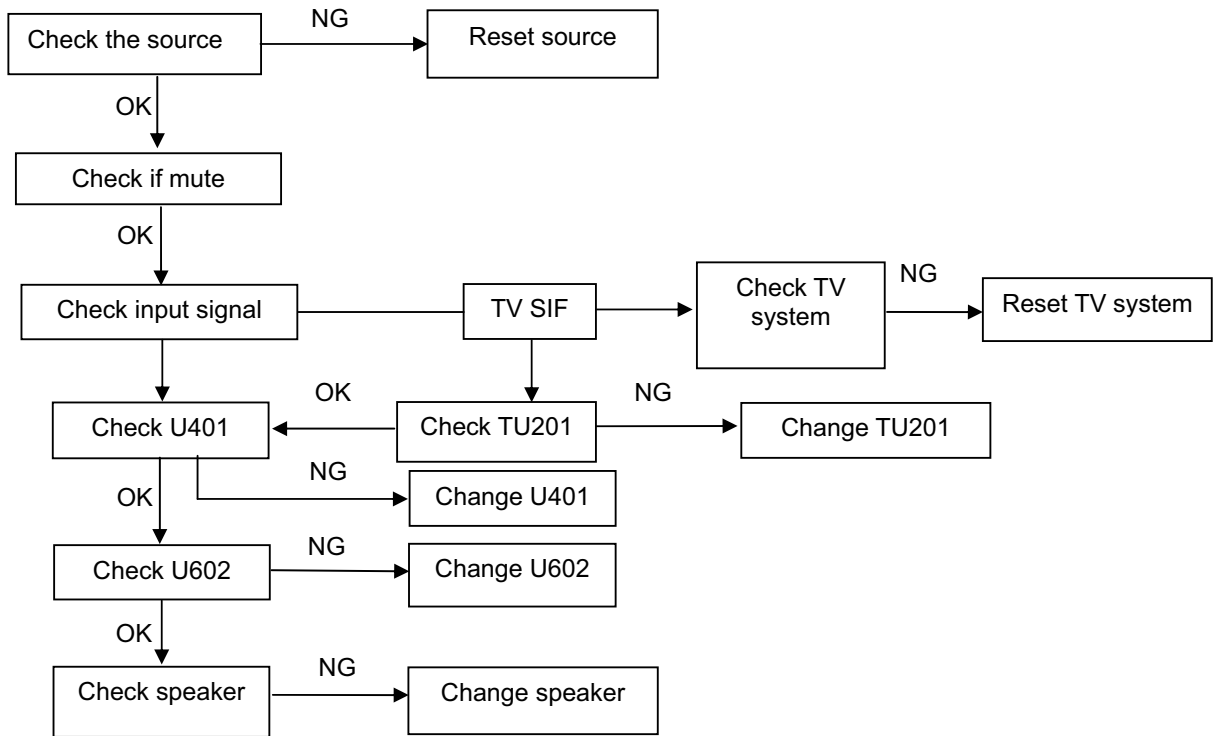 NG
Check the source
Reset source
OK
Check if mute
OK
Check input signal
TV SIF
Check TV
system
NG
Reset TV system
OK
NG
Check U401
Check TU201
Change TU201
NG
OK
Change U401
NG
Check U602
Change U602
OK
NG
Check speaker
Change speaker